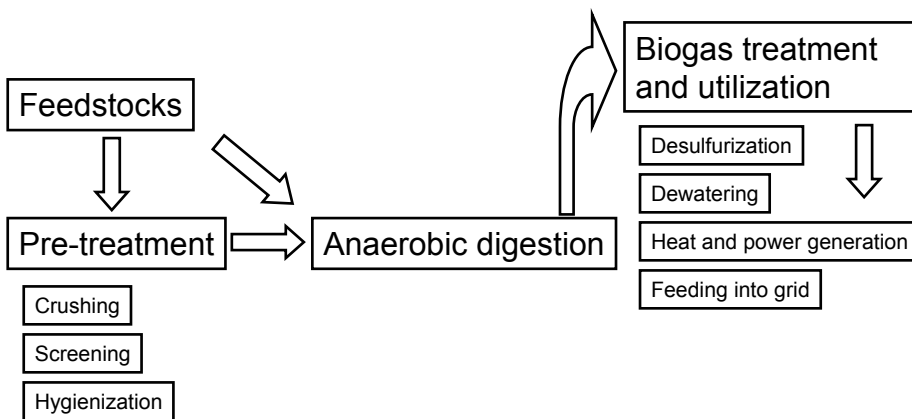 Feedstocks
Pre-treatment
Crushing
Screening
Hygienization
Anaerobic digestion
Biogas treatment
and utilization
Desulfurization
Dewatering
Heat and power generation
Feeding into grid